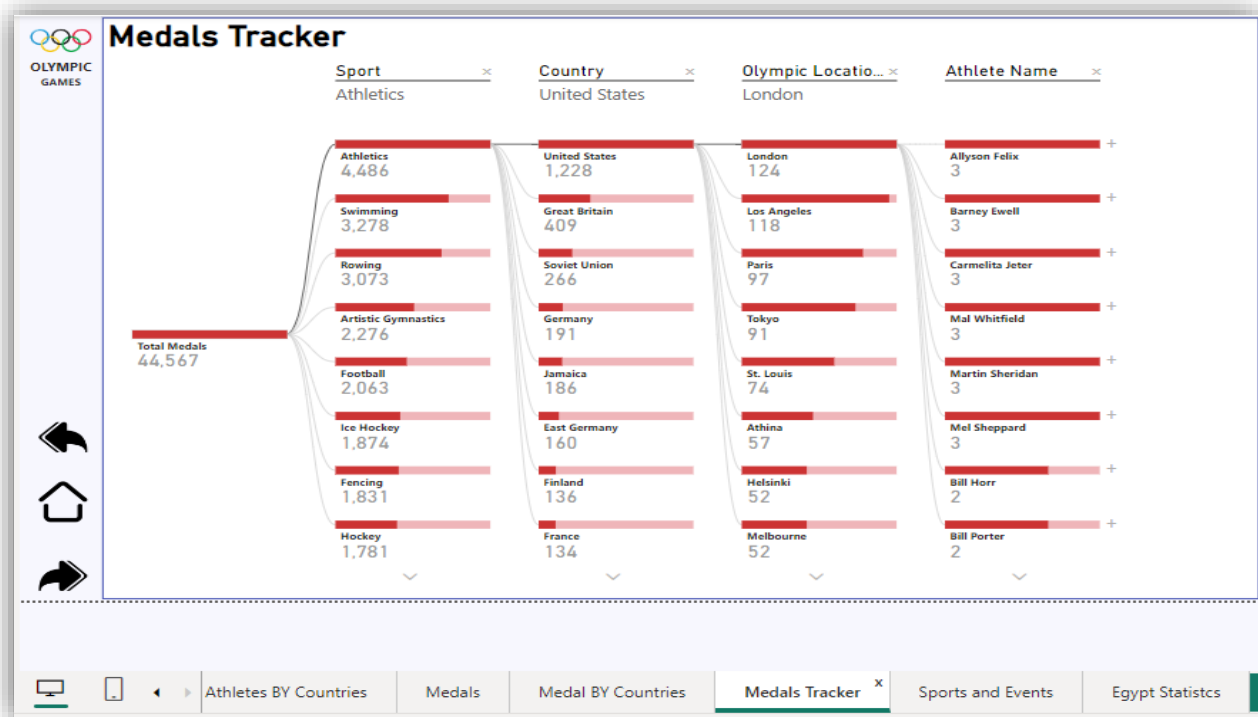 OLYMPIC
GAMES
Medals Tracker
Sport ×
Athletics
Country ×
United States
Olympic Locatio... ×
London
Athlete Name ×
Total Medals
44,567
Athletics
4,486
Swimming
3,278
Rowing
3,073
Artistic Gymnastics
2,276
Football
2,063
Ice Hockey
1,874
Fencing
1,831
Hockey
1,781
United States
1,228
Great Britain
409
Soviet Union
266
Germany
191
Jamaica
186
East Germany
160
Finland
136
France
134
London
124
Los Angeles
118
Paris
97
Tokyo
91
St. Louis
74
Athina
57
Helsinki
52
Melbourne
52
Allyson Felix
3
Barney Ewell
3
Carmelita Jeter
3
Mal Whitfield
3
Martin Sheridan
3
Mel Sheppard
3
Bill Horr
2
Bill Porter
2
Athletes BY Countries
Medals
Medal BY Countries
Medals Tracker x
Sports and Events
Egypt Statistcs